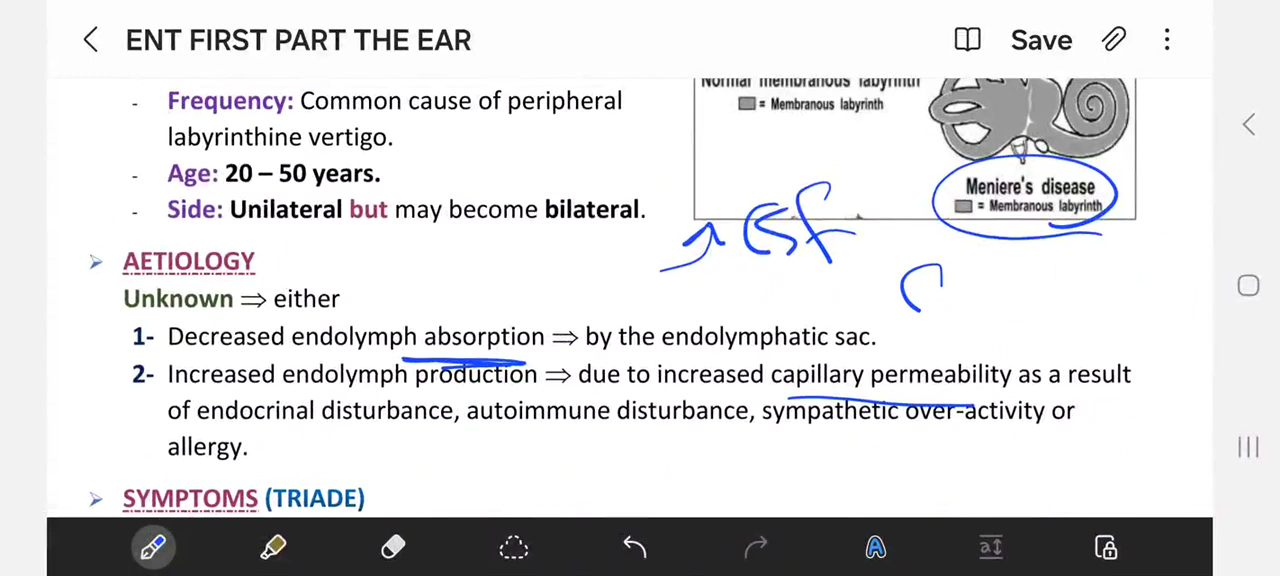 ENT FIRST PART THE EAR
Save
- Frequency: Common cause of peripheral
labyrinthine vertigo.
- Age: 20 – 50 years.
- Side: Unilateral but may become bilateral.
Normal membranous labyrinth
= Membranous labyrinth
Meniere's disease
= Membranous labyrinth
➢ AETIOLOGY
Unknown ⇒ either
1- Decreased endolymph absorption ⇒ by the endolymphatic sac.
2- Increased endolymph production ⇒ due to increased capillary permeability as a result
of endocrinal disturbance, autoimmune disturbance, sympathetic over-activity or
allergy.
➢ SYMPTOMS (TRIADE)